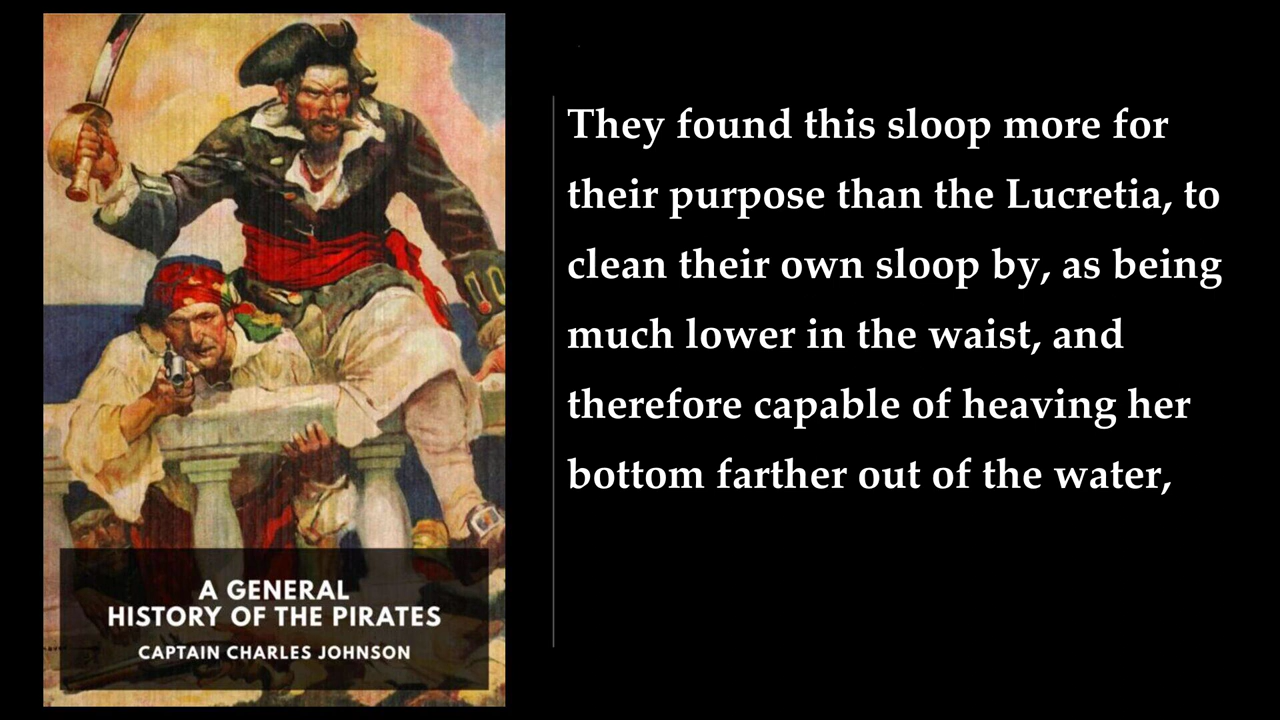 A GENERAL
HISTORY OF THE PIRATES
CAPTAIN CHARLES JOHNSON
They found this sloop more for
their purpose than the Lucretia, to
clean their own sloop by, as being
much lower in the waist, and
therefore capable of heaving her
bottom farther out of the water,